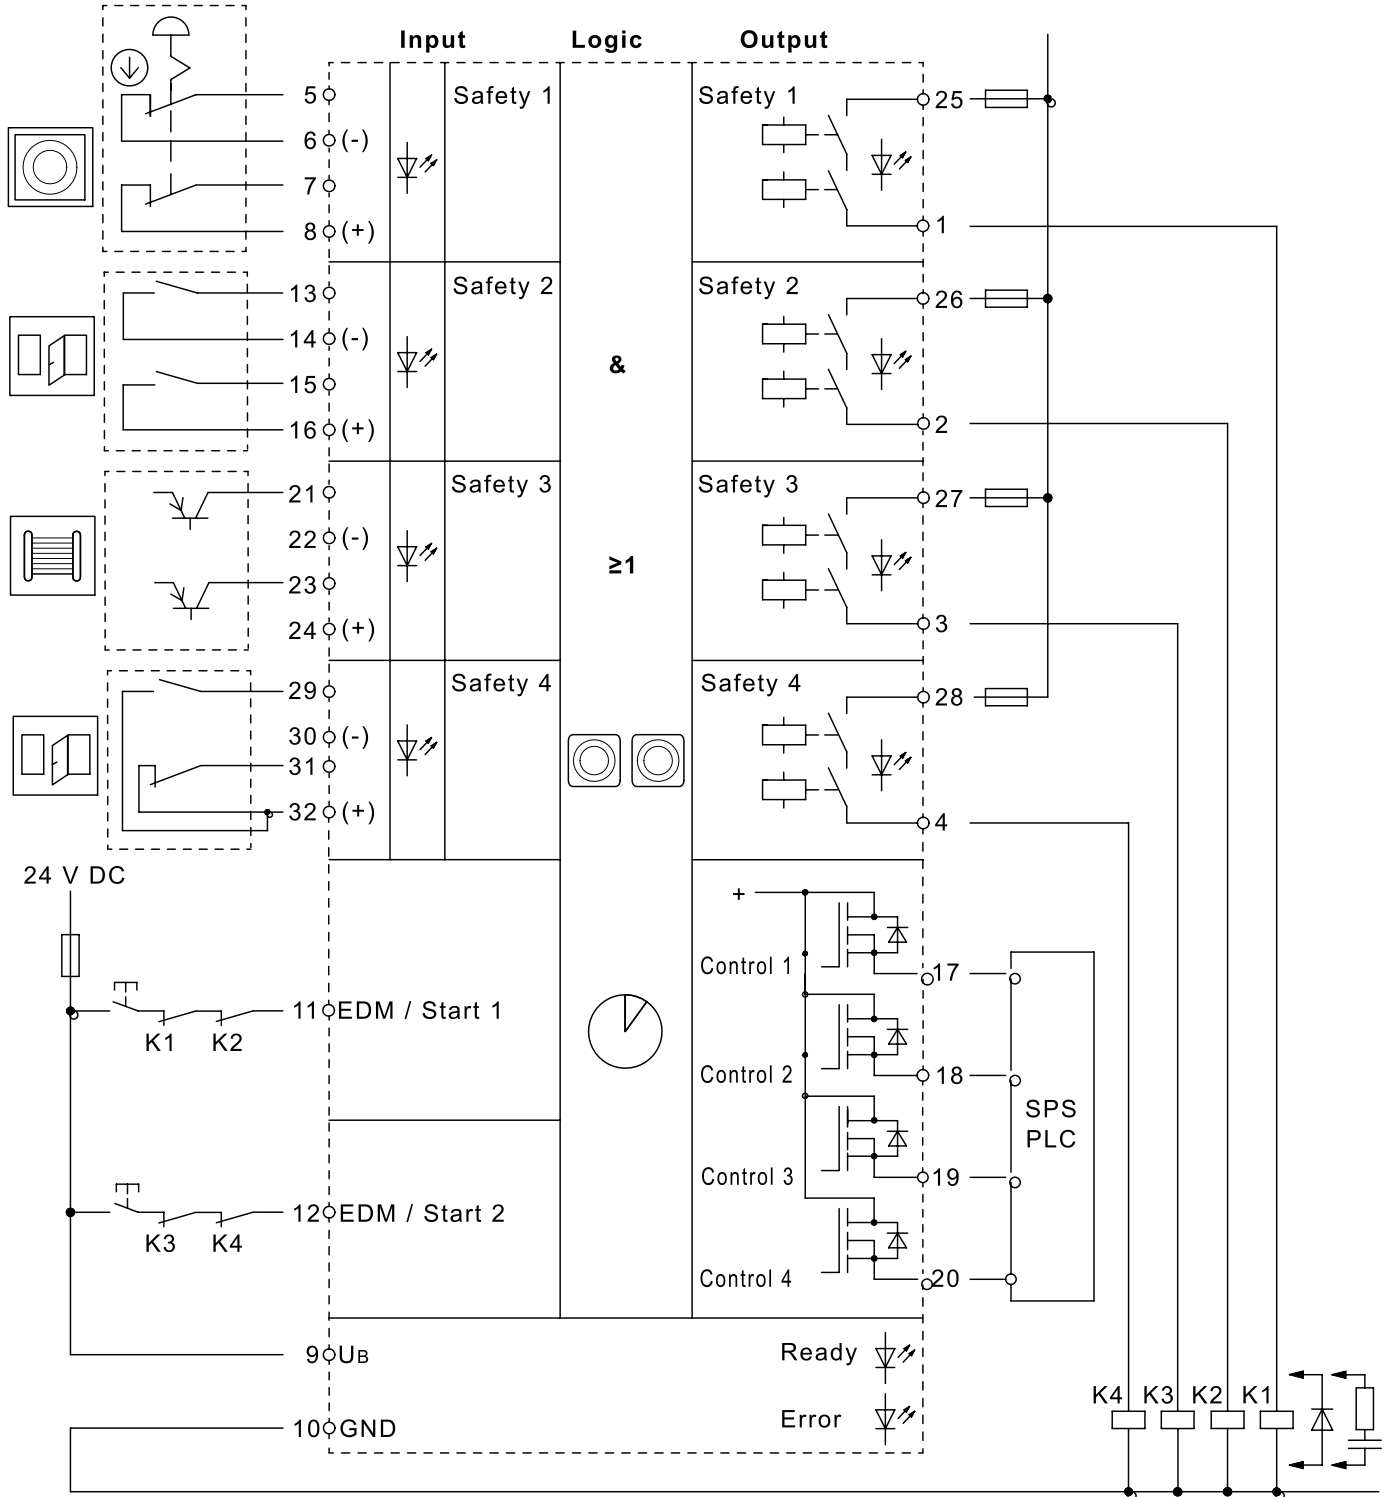 Input Logic Output
5 Safety 1 Safety 1 25
6 (-)
7
8 (+) 1
13 Safety 2 Safety 2 26
14 (-)
&
15
16 (+) 2
21 Safety 3 Safety 3 27
22 (-)
≥1
23
24 (+) 3
29 Safety 4 Safety 4 28
30 (-)
31
32 (+) 4
24 V DC
+
Control 1 17
11 EDM / Start 1
K1 K2
Control 2 18
SPS
PLC
Control 3 19
12 EDM / Start 2
K3 K4
Control 4 20
9 UB Ready
K4 K3 K2 K1
10 GND Error